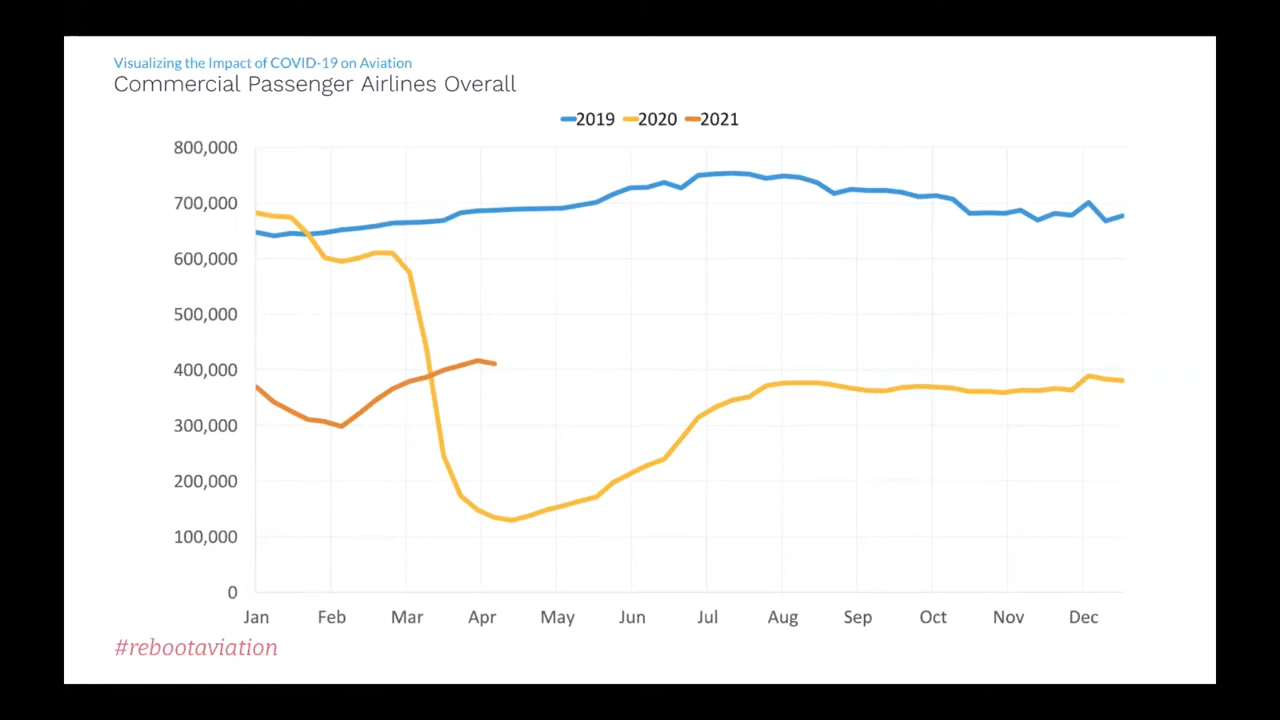 Visualizing the Impact of COVID-19 on Aviation
Commercial Passenger Airlines Overall
2019 2020 2021
800,000
700,000
600,000
500,000
400,000
300,000
200,000
100,000
0
Jan Feb Mar Apr May Jun Jul Aug Sep Oct Nov Dec
#rebootaviation